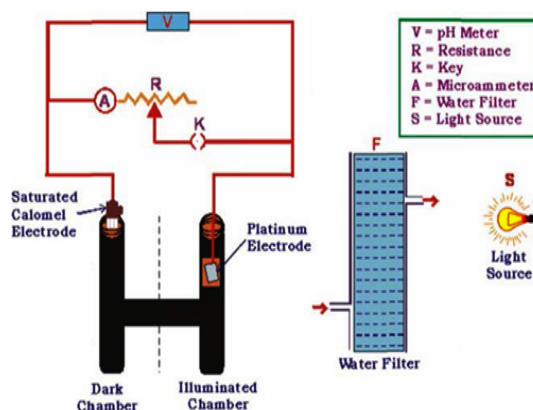 V
V = pH Meter
R = Resistance
K = Key
A = Microammeter
F = Water Filter
S = Light Source
R
A
K
F
S
Saturated
Calomel
Electrode
Platinum
Electrode
Light
Source
Water Filter
Dark
Chamber
Illuminated
Chamber